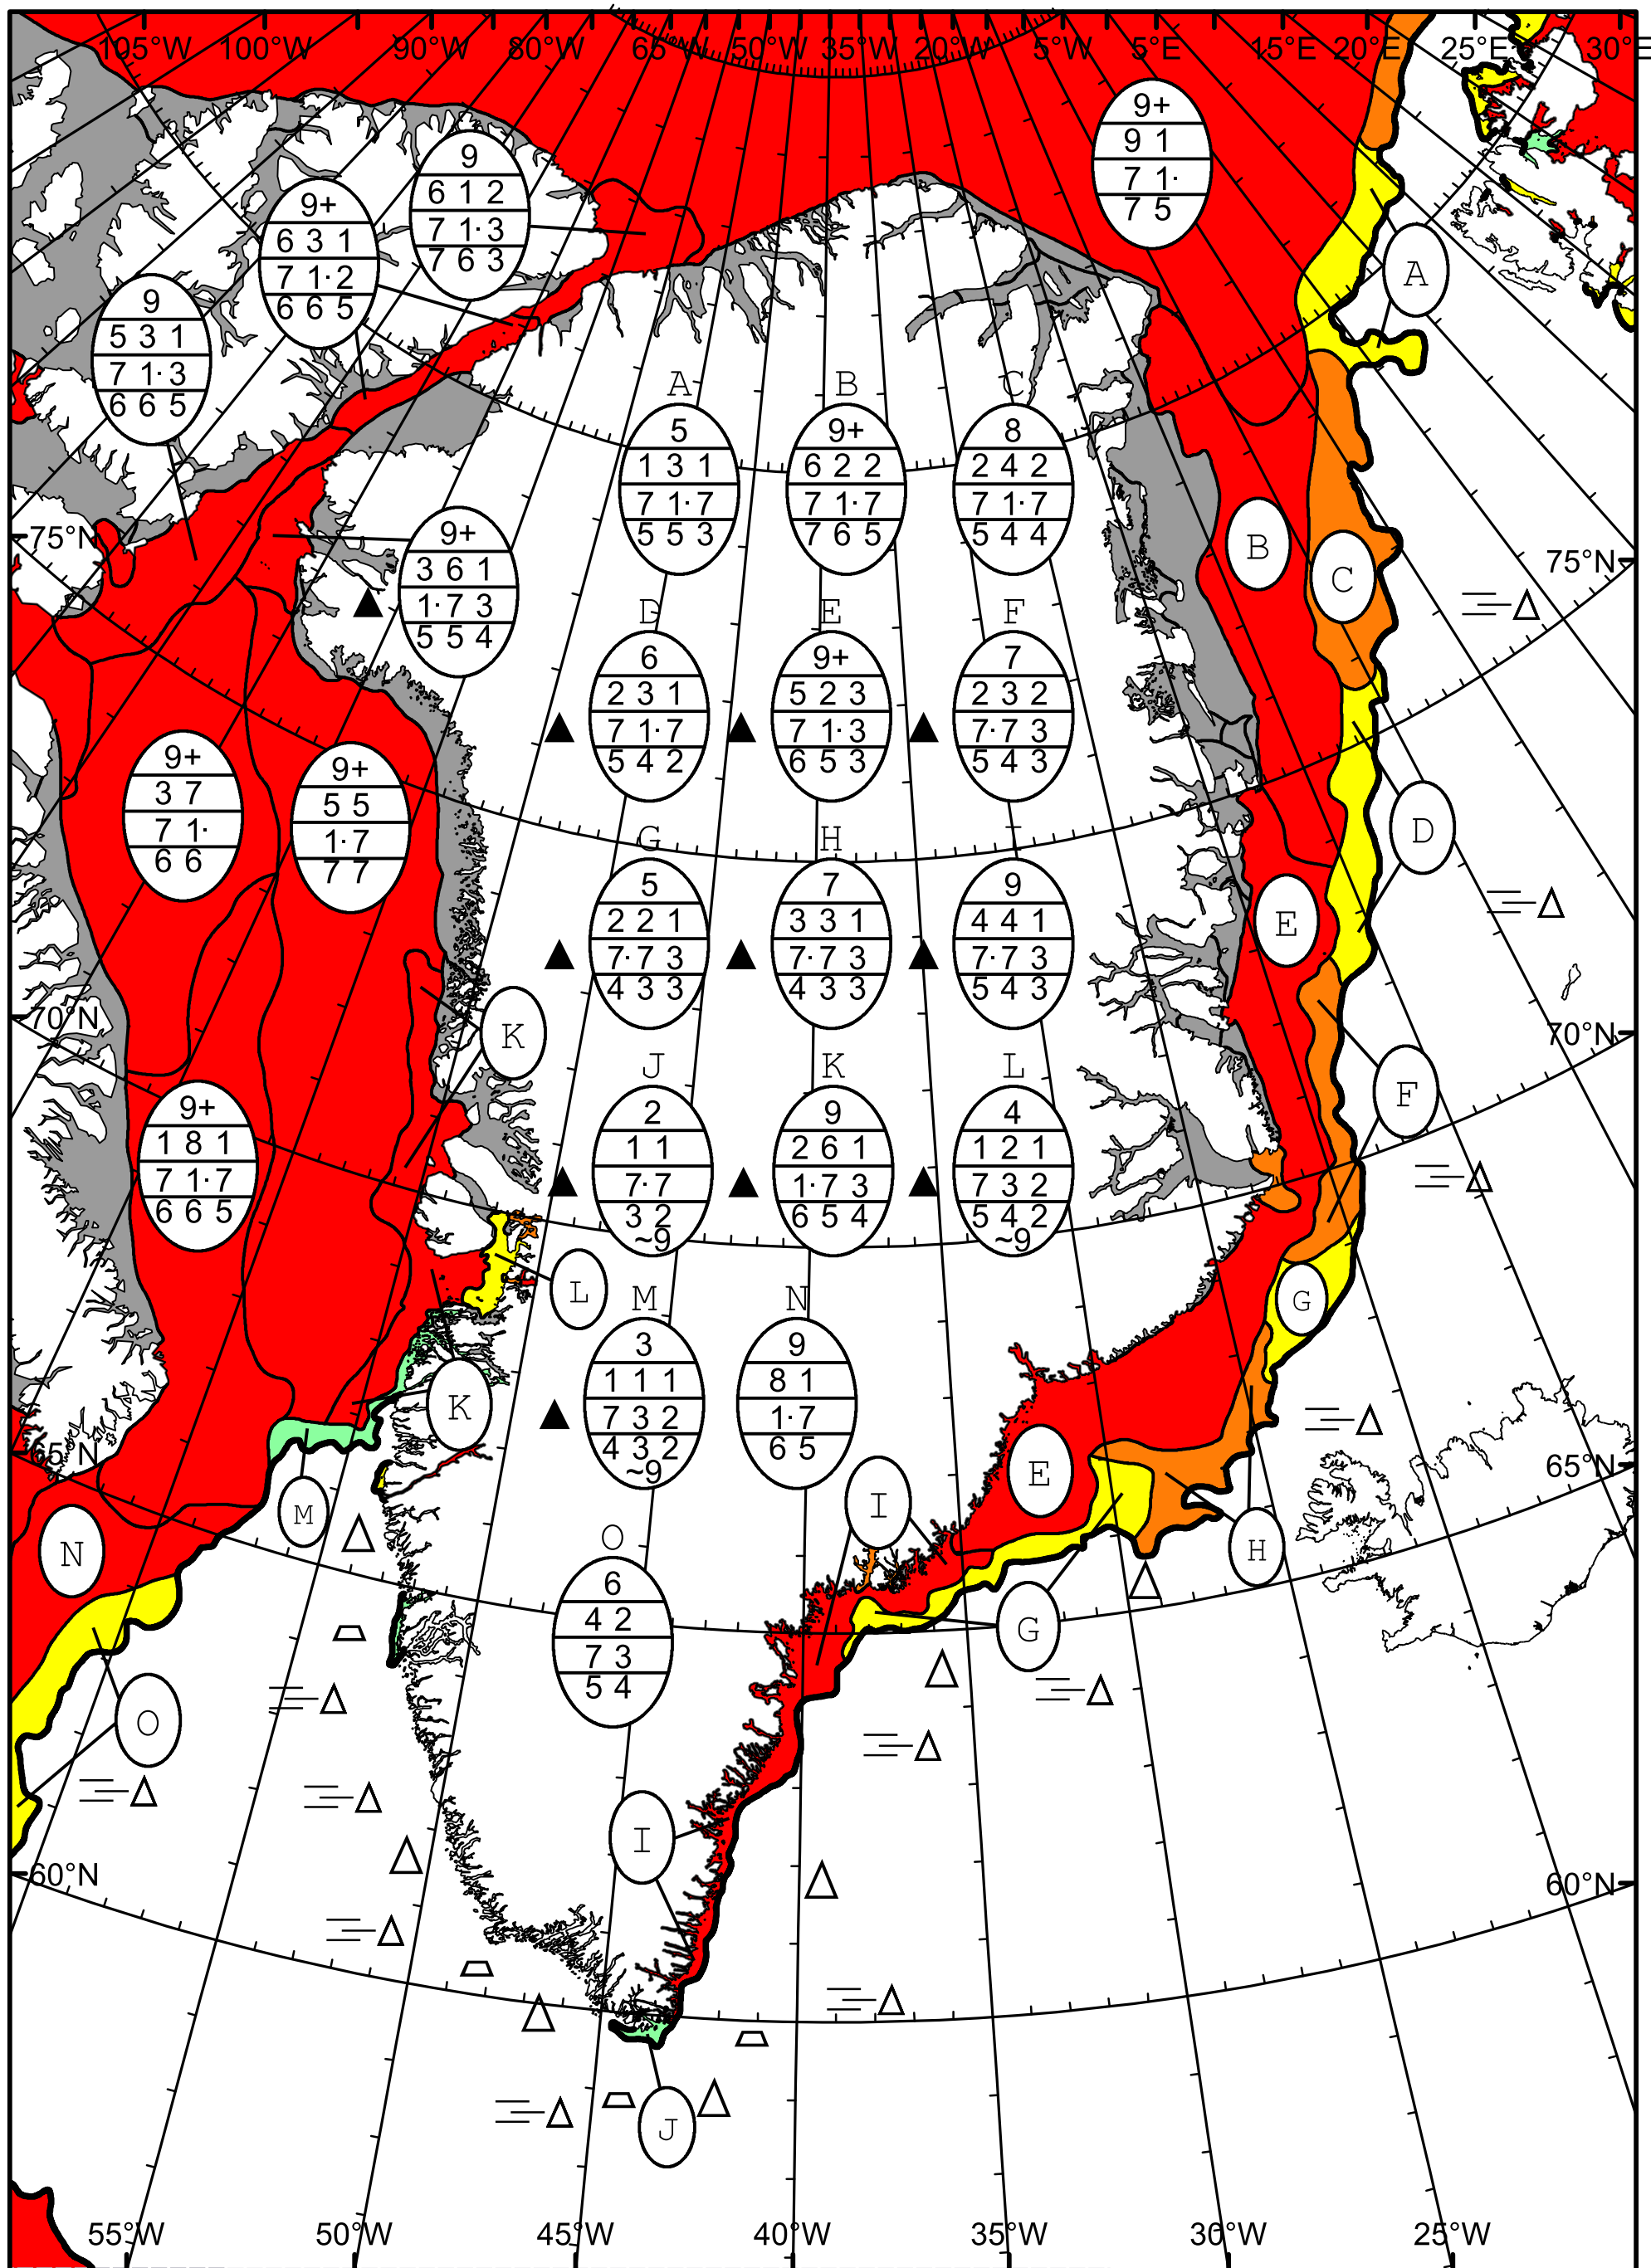 105°W 100°W 90°W 80°W 65°W 50°W 35°W 20°W 5°W 5°E 15°E 20°E 25°E 30°E
9+
9 1
7 1·
7 5
9
6 1 2
7 1·3
7 6 3
9+
6 3 1
7 1·2
6 6 5
A
9
5 3 1
7 1·3
6 6 5
A B C
5 9+ 8
1 3 1 6 2 2 2 4 2
7 1·7 7 1·7 7 1·7
5 5 3 7 6 5 5 4 4
75°N B C 75°N
9+
3 6 1
1·7 3
5 5 4
D E F
6 9+ 7
2 3 1 5 2 3 2 3 2
7 1·7 7 1·3 7·7 3
5 4 2 6 5 3 5 4 3
9+ 9+
3 7 5 5
7 1· 1·7
6 6 7 7
D
G H I
5 7 9
2 2 1 3 3 1 4 4 1
7·7 3 7·7 3 7·7 3
4 3 3 4 3 3 5 4 3
E
70°N K 70°N
F
J K L
2 9 4
1 1 2 6 1 1 2 1
7·7 1·7 3 7 3 2
3 2 6 5 4 5 4 2
~9 ~9
9+
1 8 1
7 1·7
6 6 5
L G
M N
3 9
1 1 1 8 1
7 3 2 1·7
4 3 2 6 5
~9
K
65°N E 65°N
M I
N H
O
6
4 2
7 3
5 4
G
O
I
60°N 60°N
J
55°W 50°W 45°W 40°W 35°W 30°W 25°W